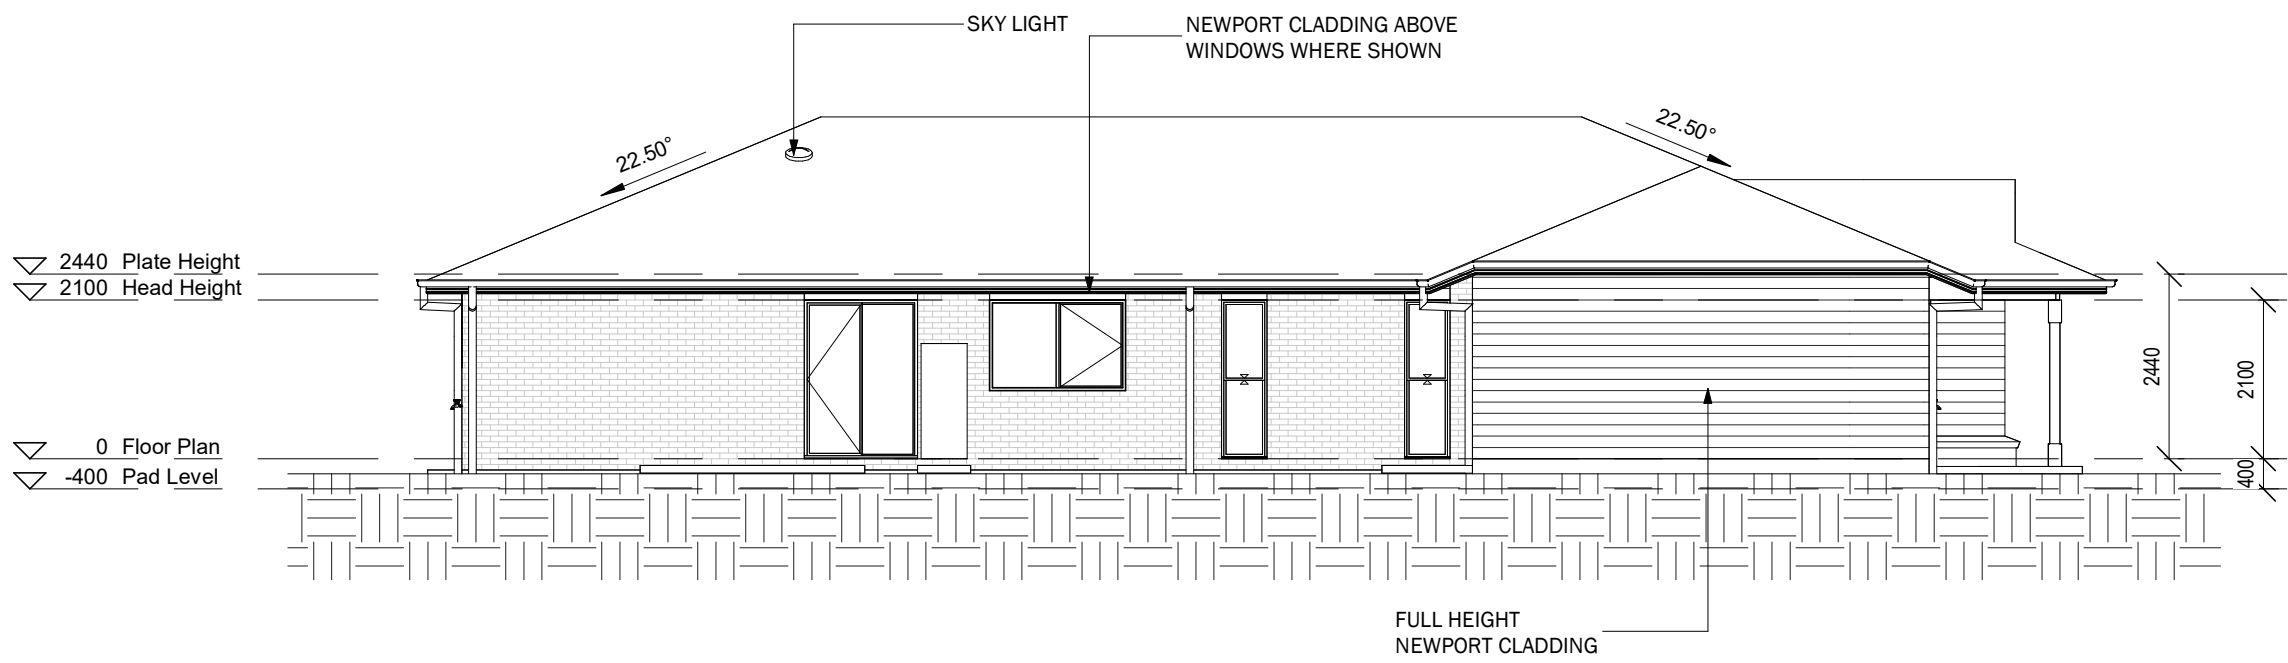 SKY LIGHT
NEWPORT CLADDING ABOVE
WINDOWS WHERE SHOWN
22.50°
22.50°
2440 Plate Height
2100 Head Height
0 Floor Plan
-400 Pad Level
2440
2100
400
FULL HEIGHT
NEWPORT CLADDING